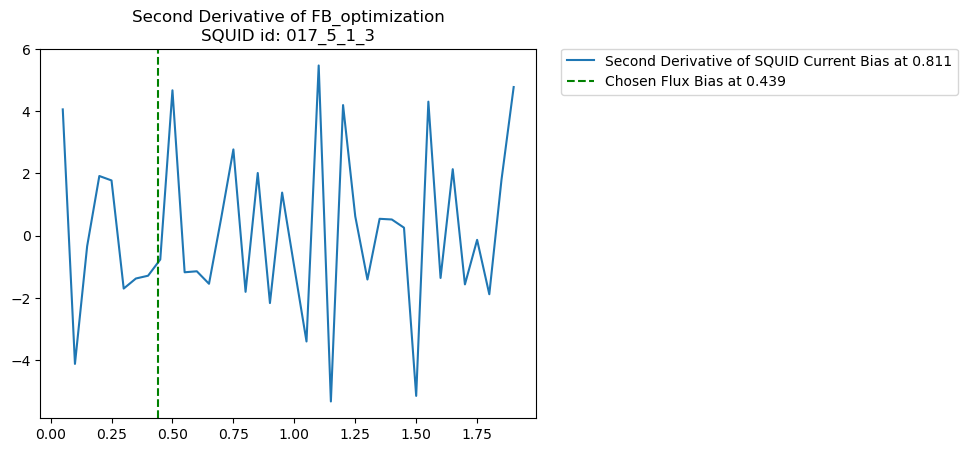 Second Derivative of FB_optimization
SQUID id: 017_5_1_3
Second Derivative of SQUID Current Bias at 0.811
Chosen Flux Bias at 0.439
6
4
2
0
−2
−4
0.00 0.25 0.50 0.75 1.00 1.25 1.50 1.75